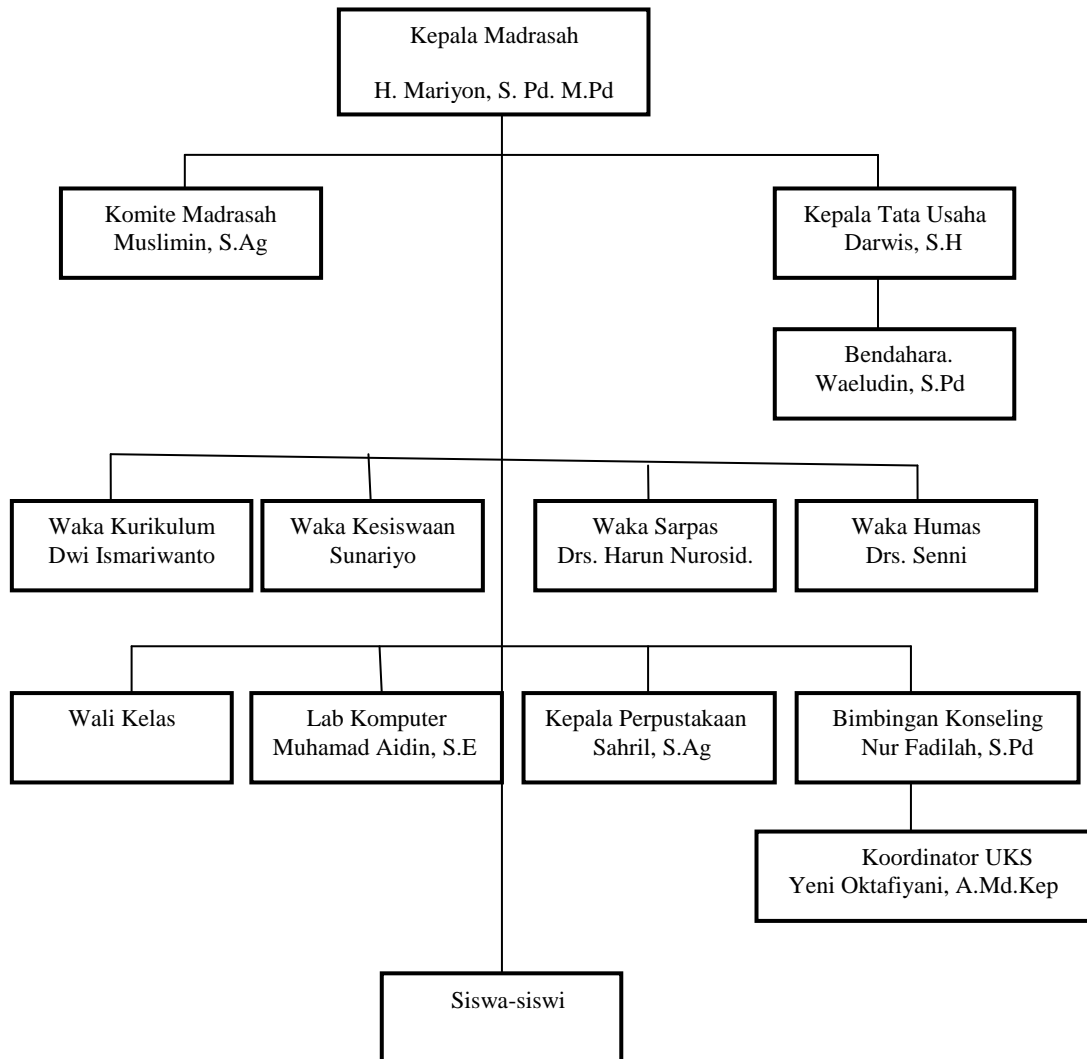 Kepala Madrasah
H. Mariyon, S. Pd. M.Pd
Komite Madrasah
Muslimin, S.Ag
Kepala Tata Usaha
Darwis, S.H
Bendahara.
Waeludin, S.Pd
Waka Kurikulum
Dwi Ismariwanto
Waka Kesiswaan
Sunariyo
Waka Sarpas
Drs. Harun Nurosid.
Waka Humas
Drs. Senni
Wali Kelas
Lab Komputer
Muhamad Aidin, S.E
Kepala Perpustakaan
Sahril, S.Ag
Bimbingan Konseling
Nur Fadilah, S.Pd
Koordinator UKS
Yeni Oktafiyani, A.Md.Kep
Siswa-siswi